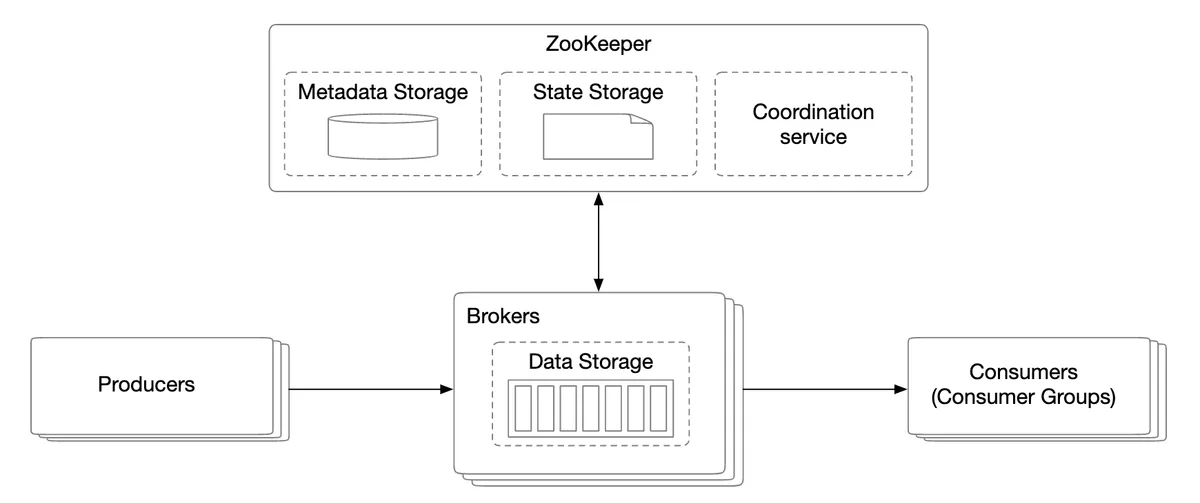 ZooKeeper
Metadata Storage
State Storage
Coordination
service
Brokers
Data Storage
Producers
Consumers
(Consumer Groups)